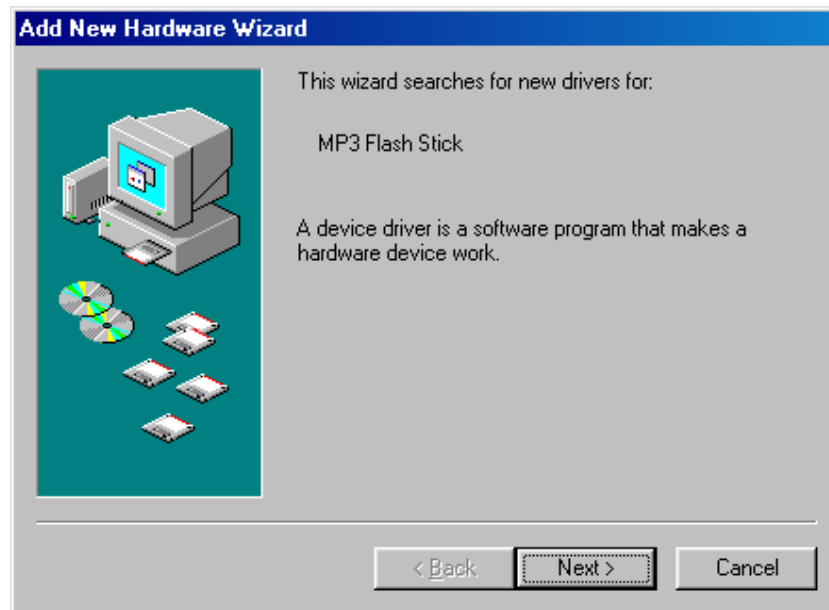 Add New Hardware Wizard
This wizard searches for new drivers for:
MP3 Flash Stick
A device driver is a software program that makes a
hardware device work.
< Back
Next >
Cancel